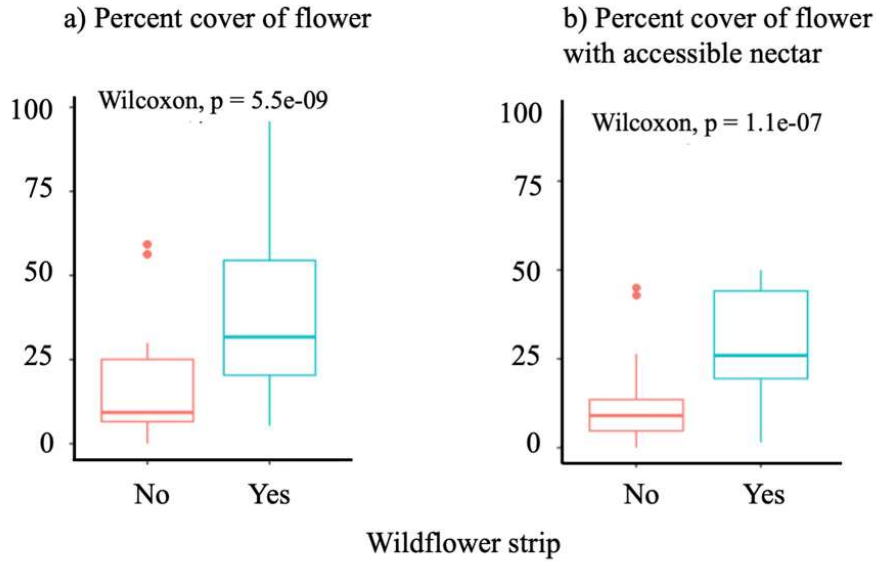 a) Percent cover of flower
Wilcoxon, p = 5.5e-09
100
75
50
25
0
No Yes
b) Percent cover of flower
with accessible nectar
Wilcoxon, p = 1.1e-07
100
75
50
25
0
No Yes
Wildflower strip